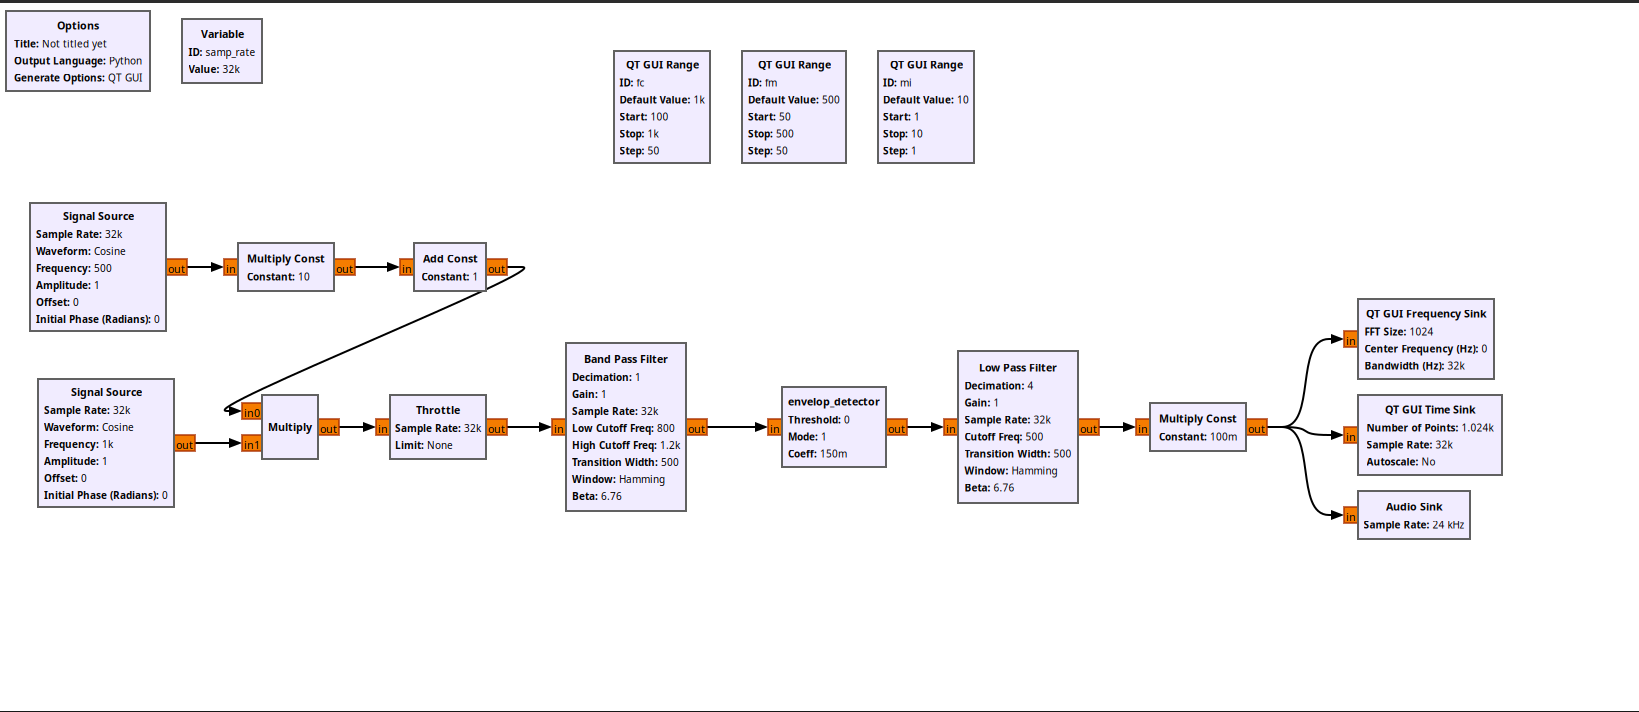 Options
Title: Not titled yet
Output Language: Python
Generate Options: QT GUI
Variable
ID: samp_rate
Value: 32k
QT GUI Range
ID: fc
Default Value: 1k
Start: 100
Stop: 1k
Step: 50
QT GUI Range
ID: fm
Default Value: 500
Start: 50
Stop: 500
Step: 50
QT GUI Range
ID: mi
Default Value: 10
Start: 1
Stop: 10
Step: 1
Signal Source
Sample Rate: 32k
Waveform: Cosine
Frequency: 500
Amplitude: 1
Offset: 0
Initial Phase (Radians): 0
out
in
Multiply Const
Constant: 10
out
in
Add Const
Constant: 1
out
Signal Source
Sample Rate: 32k
Waveform: Cosine
Frequency: 1k
Amplitude: 1
Offset: 0
Initial Phase (Radians): 0
out
in0
in1
Multiply
out
in
Throttle
Sample Rate: 32k
Limit: None
out
in
Band Pass Filter
Decimation: 1
Gain: 1
Sample Rate: 32k
Low Cutoff Freq: 800
High Cutoff Freq: 1.2k
Transition Width: 500
Window: Hamming
Beta: 6.76
out
in
envelop_detector
Threshold: 0
Mode: 1
Coeff: 150m
out
in
Low Pass Filter
Decimation: 4
Gain: 1
Sample Rate: 32k
Cutoff Freq: 500
Transition Width: 500
Window: Hamming
Beta: 6.76
out
in
Multiply Const
Constant: 100m
out
in
QT GUI Frequency Sink
FFT Size: 1024
Center Frequency (Hz): 0
Bandwidth (Hz): 32k
in
QT GUI Time Sink
Number of Points: 1.024k
Sample Rate: 32k
Autoscale: No
in
Audio Sink
Sample Rate: 24 kHz